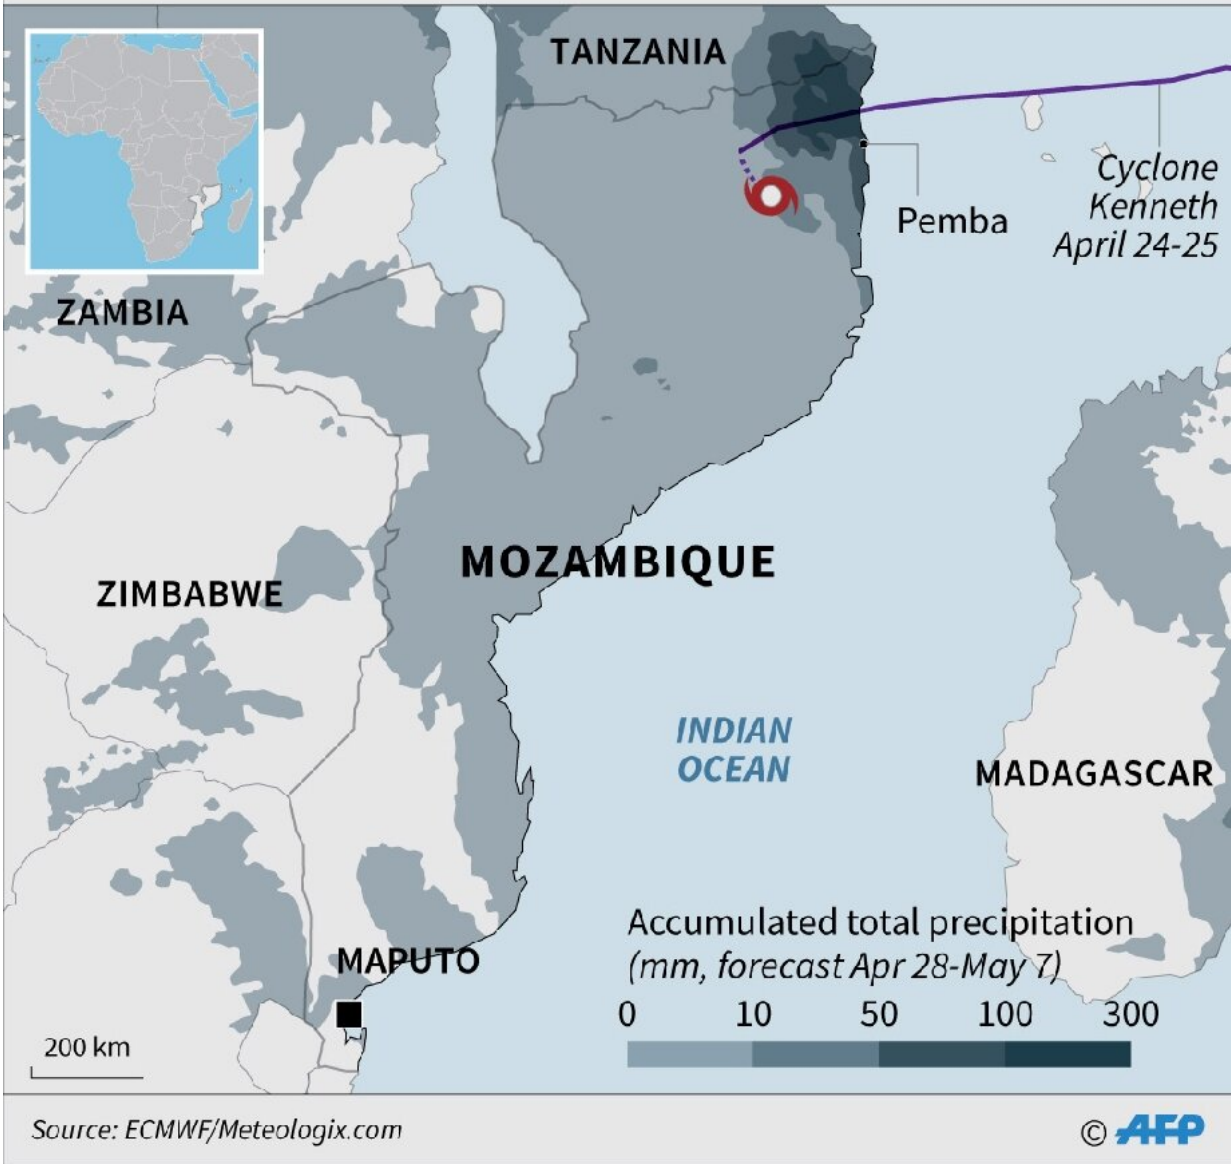 TANZANIA
Cyclone
Kenneth
April 24-25
Pemba
ZAMBIA
MOZAMBIQUE
ZIMBABWE
INDIAN
OCEAN
MADAGASCAR
MAPUTO
Accumulated total precipitation
(mm, forecast Apr 28-May 7)
0 10 50 100 300
200 km
Source: ECMWF/Meteologix.com
© AFP